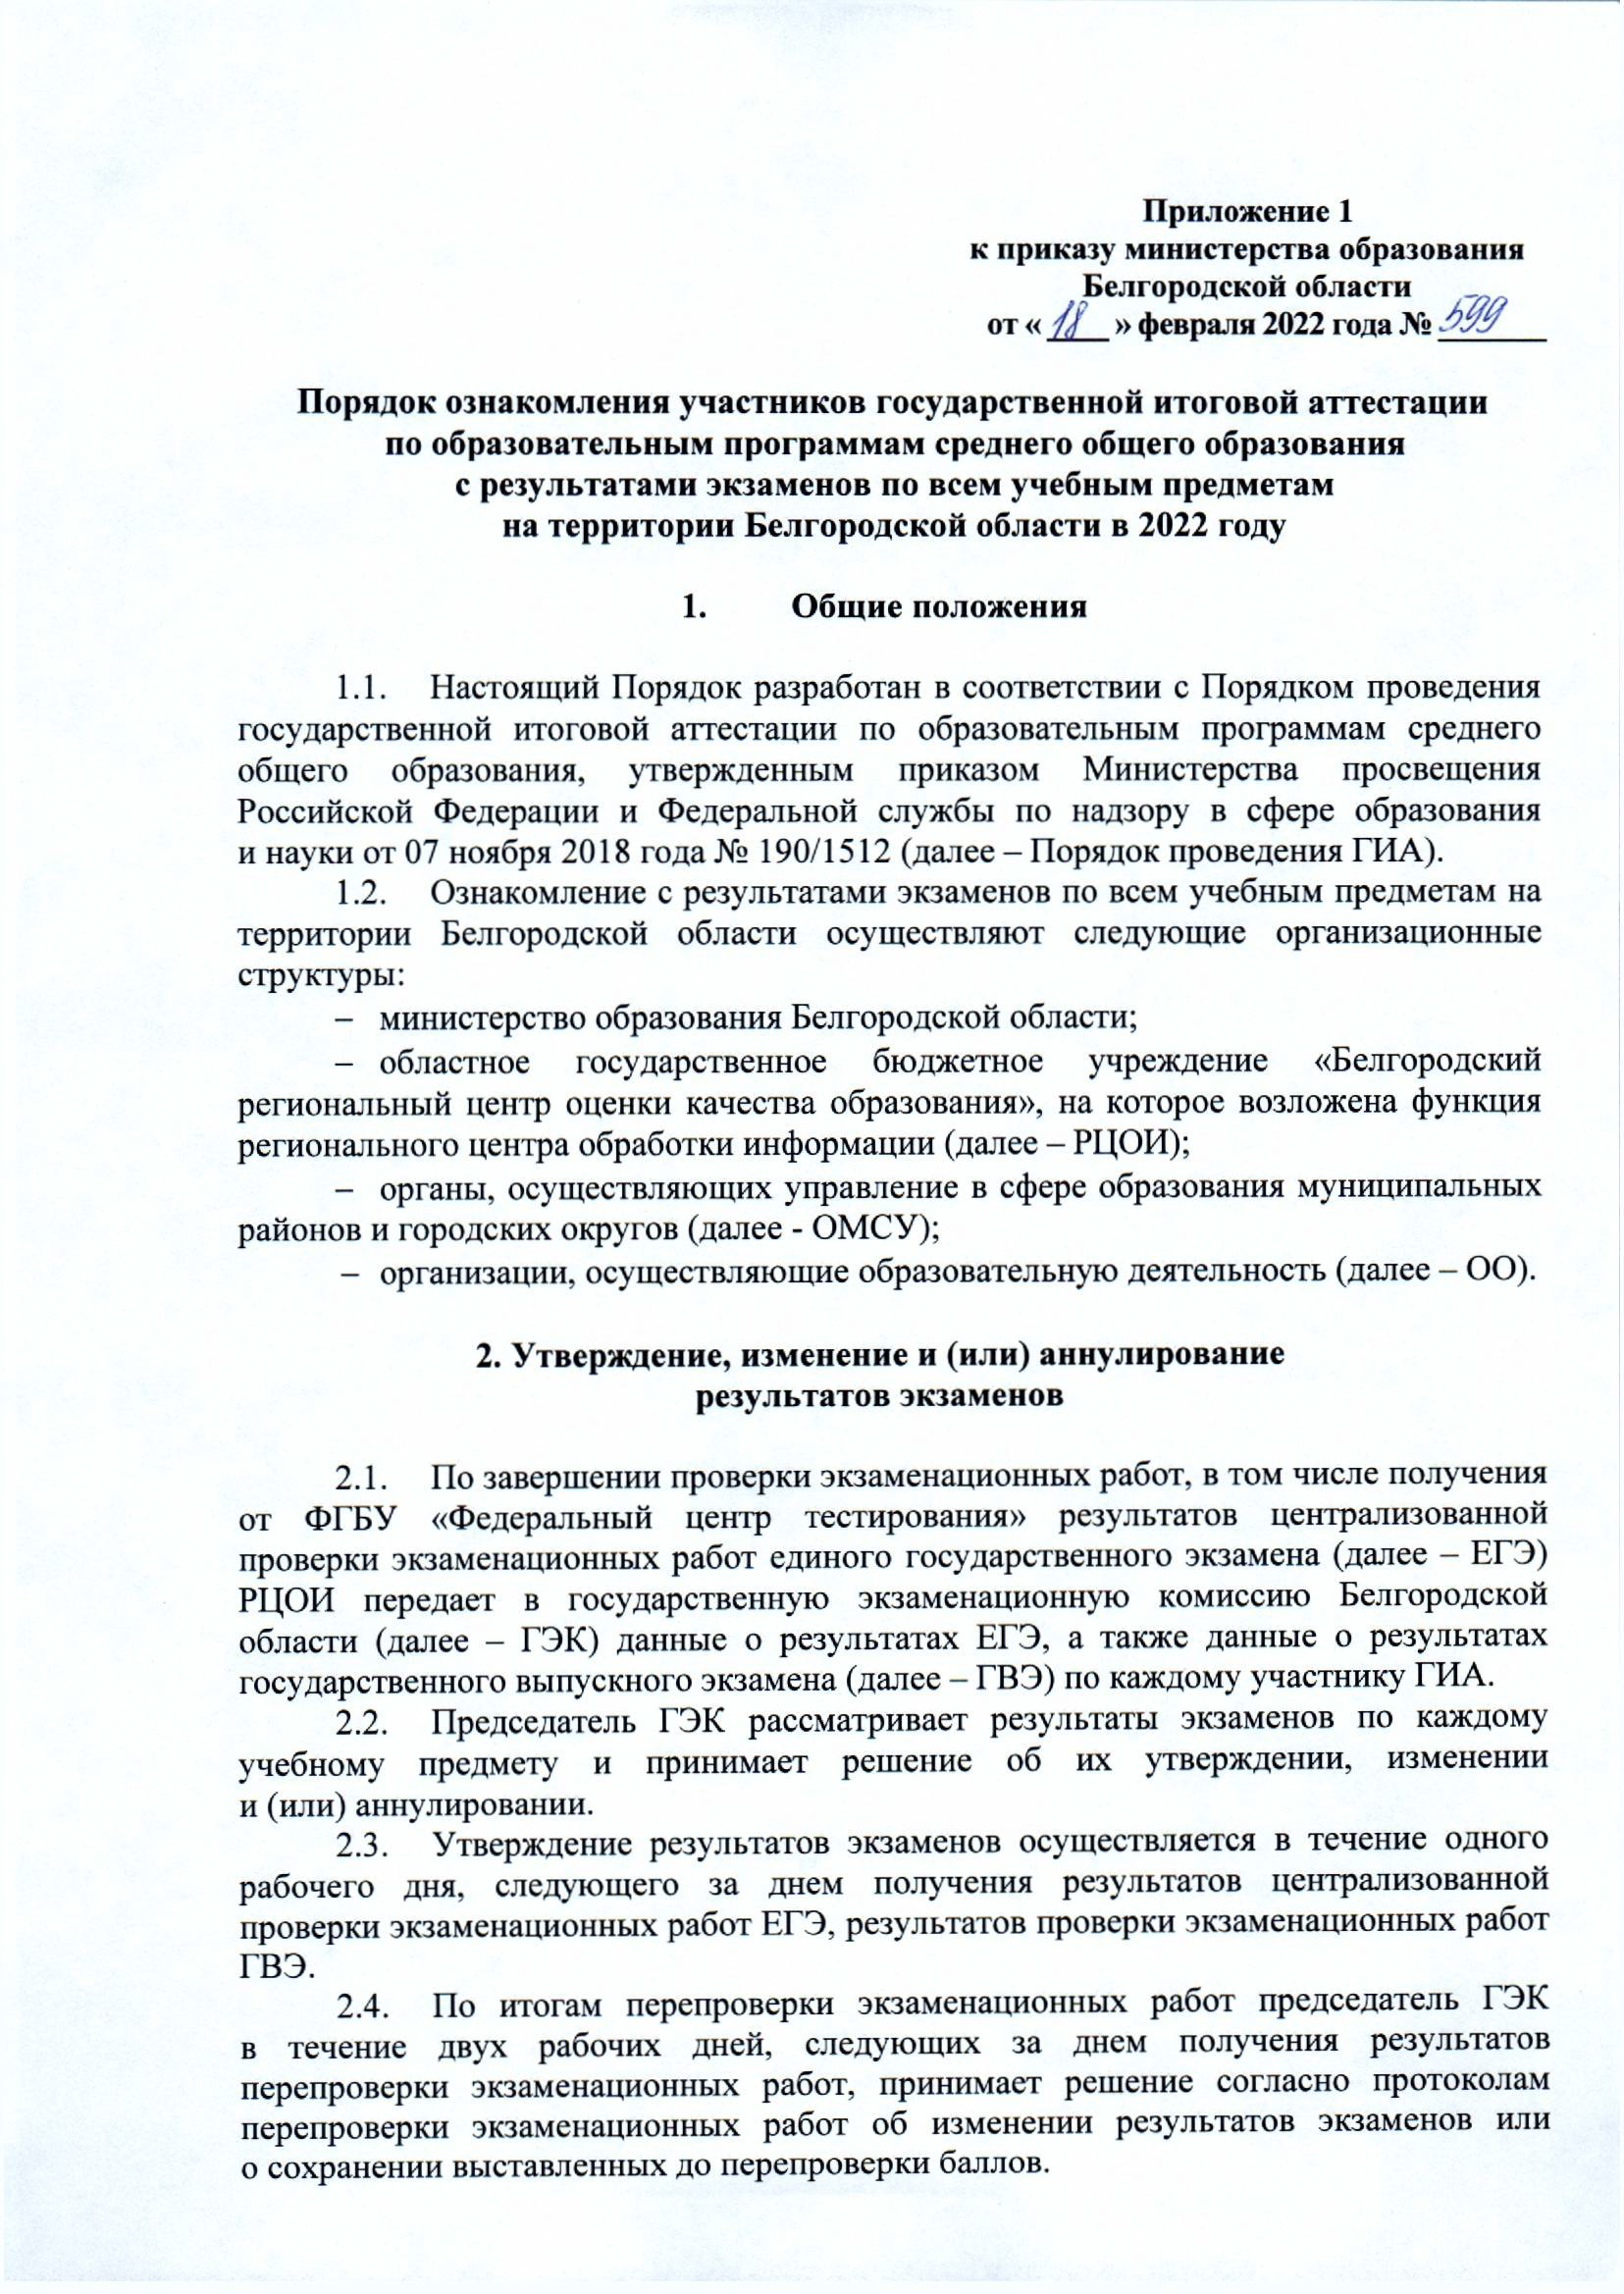 Приложение 1
к приказу министерства образования
Белгородской области
от « 18 » февраля 2022 года № 599
Порядок ознакомления участников государственной итоговой аттестации
по образовательным программам среднего общего образования
с результатами экзаменов по всем учебным предметам
на территории Белгородской области в 2022 году
1. Общие положения
1.1. Настоящий Порядок разработан в соответствии с Порядком проведения
государственной итоговой аттестации по образовательным программам среднего
общего образования, утвержденным приказом Министерства просвещения
Российской Федерации и Федеральной службы по надзору в сфере образования
и науки от 07 ноября 2018 года № 190/1512 (далее – Порядок проведения ГИА).
1.2. Ознакомление с результатами экзаменов по всем учебным предметам на
территории Белгородской области осуществляют следующие организационные
структуры:
– министерство образования Белгородской области;
– областное государственное бюджетное учреждение «Белгородский
региональный центр оценки качества образования», на которое возложена функция
регионального центра обработки информации (далее – РЦОИ);
– органы, осуществляющих управление в сфере образования муниципальных
районов и городских округов (далее - ОМСУ);
– организации, осуществляющие образовательную деятельность (далее – ОО).
2. Утверждение, изменение и (или) аннулирование
результатов экзаменов
2.1. По завершении проверки экзаменационных работ, в том числе получения
от ФГБУ «Федеральный центр тестирования» результатов централизованной
проверки экзаменационных работ единого государственного экзамена (далее – ЕГЭ)
РЦОИ передает в государственную экзаменационную комиссию Белгородской
области (далее – ГЭК) данные о результатах ЕГЭ, а также данные о результатах
государственного выпускного экзамена (далее – ГВЭ) по каждому участнику ГИА.
2.2. Председатель ГЭК рассматривает результаты экзаменов по каждому
учебному предмету и принимает решение об их утверждении, изменении
и (или) аннулировании.
2.3. Утверждение результатов экзаменов осуществляется в течение одного
рабочего дня, следующего за днем получения результатов централизованной
проверки экзаменационных работ ЕГЭ, результатов проверки экзаменационных работ
ГВЭ.
2.4. По итогам перепроверки экзаменационных работ председатель ГЭК
в течение двух рабочих дней, следующих за днем получения результатов
перепроверки экзаменационных работ, принимает решение согласно протоколам
перепроверки экзаменационных работ об изменении результатов экзаменов или
о сохранении выставленных до перепроверки баллов.